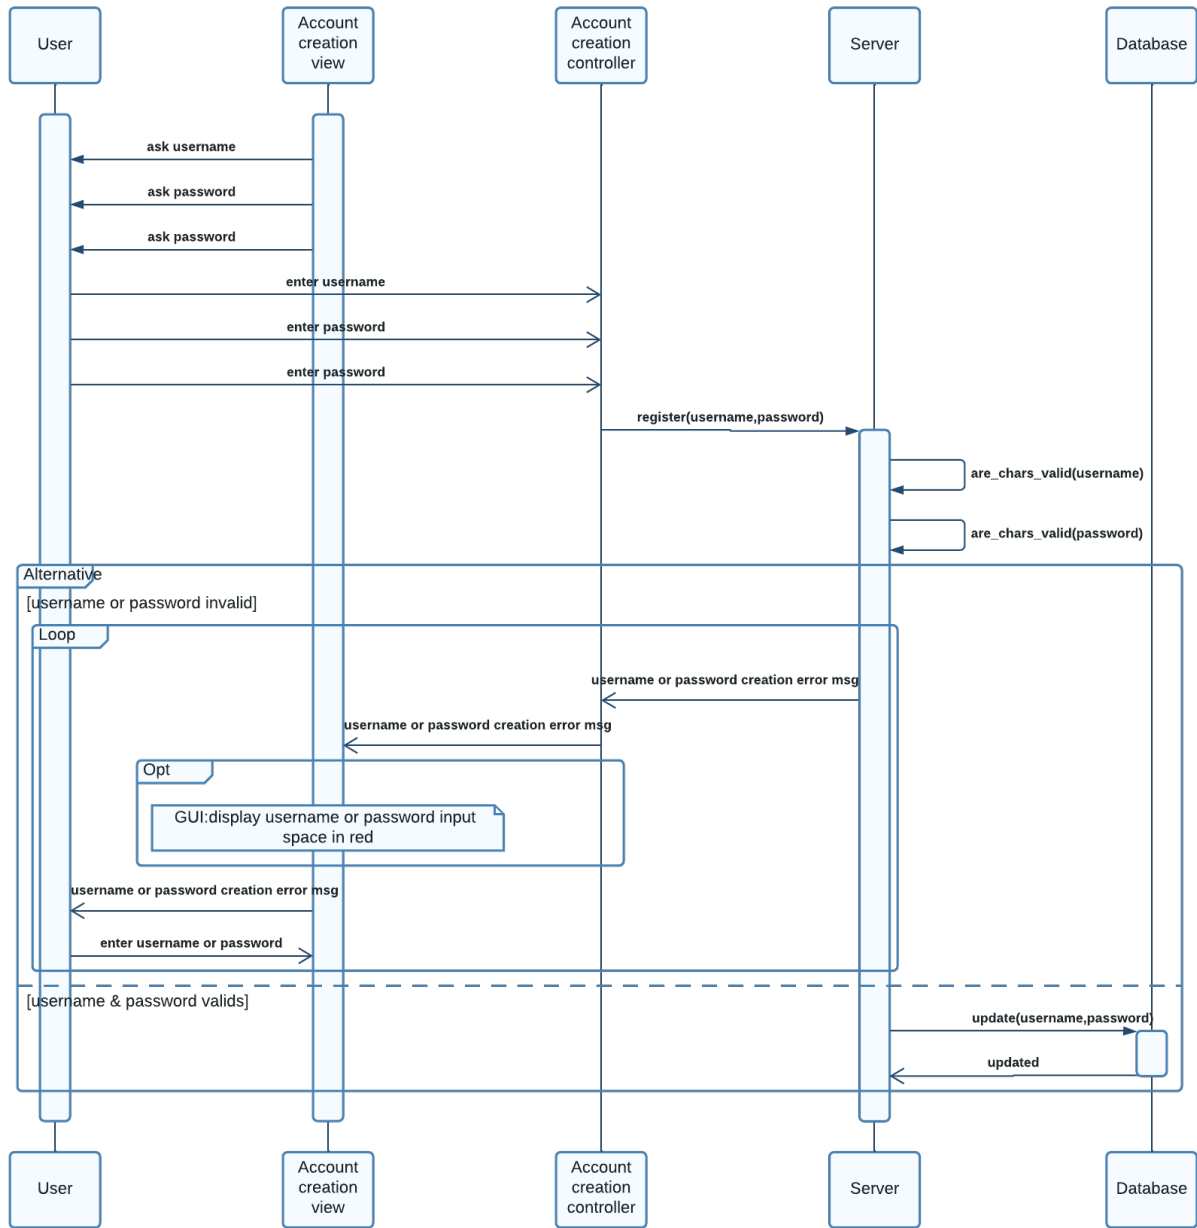 User
Account
creation
view
Account
creation
controller
Server
Database
ask username
ask password
ask password
enter username
enter password
enter password
register(username,password)
are_chars_valid(username)
are_chars_valid(password)
Alternative
[username or password invalid]
Loop
username or password creation error msg
username or password creation error msg
Opt
GUI:display username or password input
space in red
username or password creation error msg
enter username or password
[username & password valids]
update(username,password)
updated
User
Account
creation
view
Account
creation
controller
Server
Database